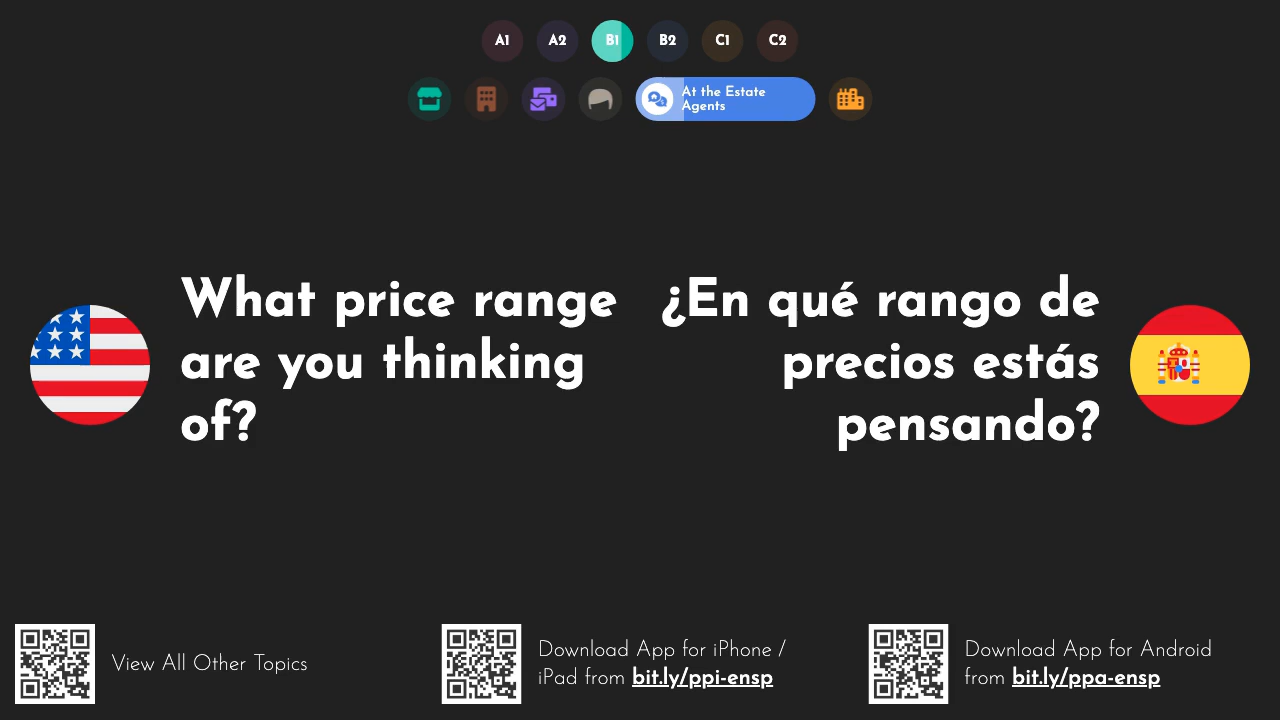 A1 A2 B1 B2 C1 C2
At the Estate
Agents
What price range
are you thinking
of?
¿En qué rango de
precios estás
pensando?
View All Other Topics
Download App for iPhone /
iPad from bit.ly/ppi-ensp
Download App for Android
from bit.ly/ppa-ensp